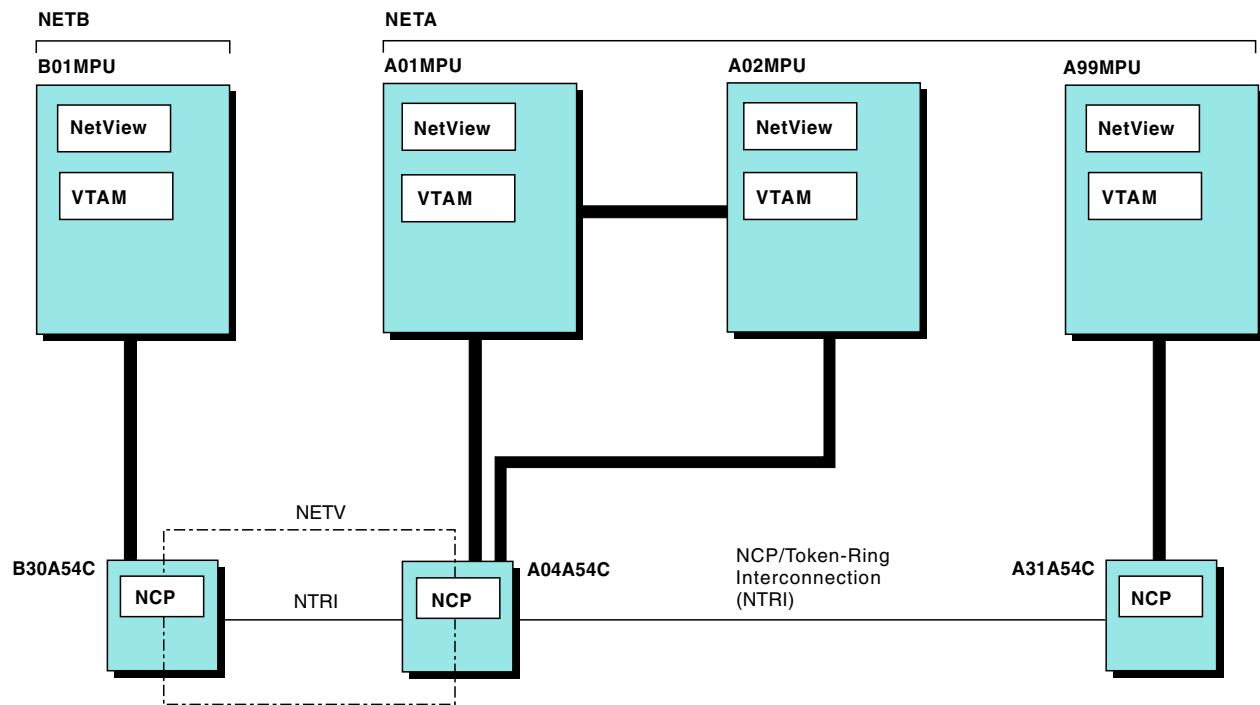 NETB
NETA
B01MPU
A01MPU
A02MPU
A99MPU
NetView
NetView
NetView
NetView
VTAM
VTAM
VTAM
VTAM
NETV
B30A54C
NCP
NTRI
NCP
A04A54C
NCP/Token-Ring
Interconnection
(NTRI)
A31A54C
NCP